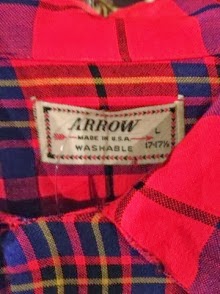 ARROW
MADE IN U.S.A.
WASHABLE
L
17-17½